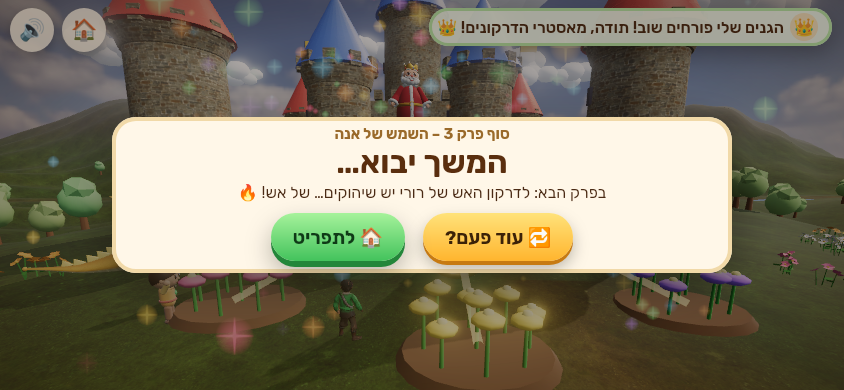 👑 הגנים שלי פורחים שוב! תודה, מאסטרי הדרקונים! 👑
סוף פרק 3 – השמש של אנה
המשך יבוא...
בפרק הבא: לדרקון האש של רורי יש שיהוקים... של אש! 🔥
🔁 עוד פעם?
🏠 לתפריט